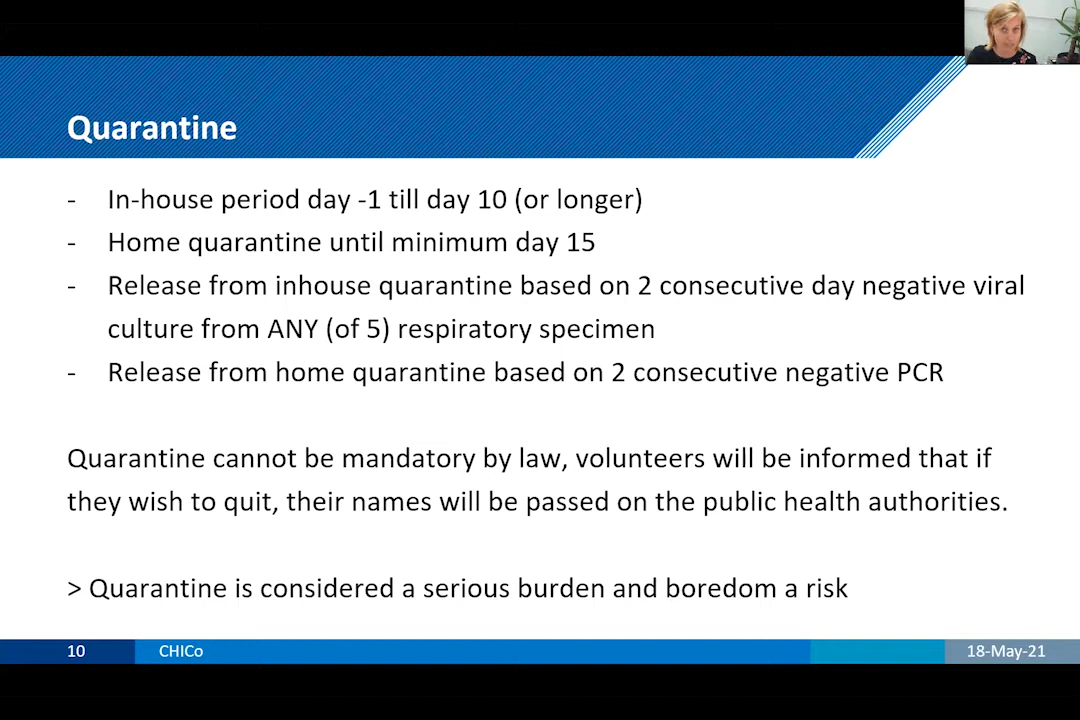 Quarantine
- In-house period day -1 till day 10 (or longer)
- Home quarantine until minimum day 15
- Release from inhouse quarantine based on 2 consecutive day negative viral
culture from ANY (of 5) respiratory specimen
- Release from home quarantine based on 2 consecutive negative PCR
Quarantine cannot be mandatory by law, volunteers will be informed that if
they wish to quit, their names will be passed on the public health authorities.
> Quarantine is considered a serious burden and boredom a risk
10 CHICo 18-May-21